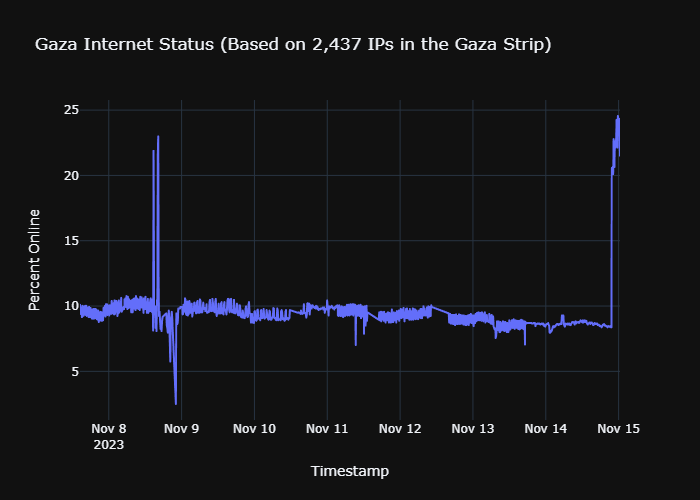 Gaza Internet Status (Based on 2,437 IPs in the Gaza Strip)
Percent Online
25
20
15
10
5
Nov 8
2023
Nov 9
Nov 10
Nov 11
Nov 12
Nov 13
Nov 14
Nov 15
Timestamp